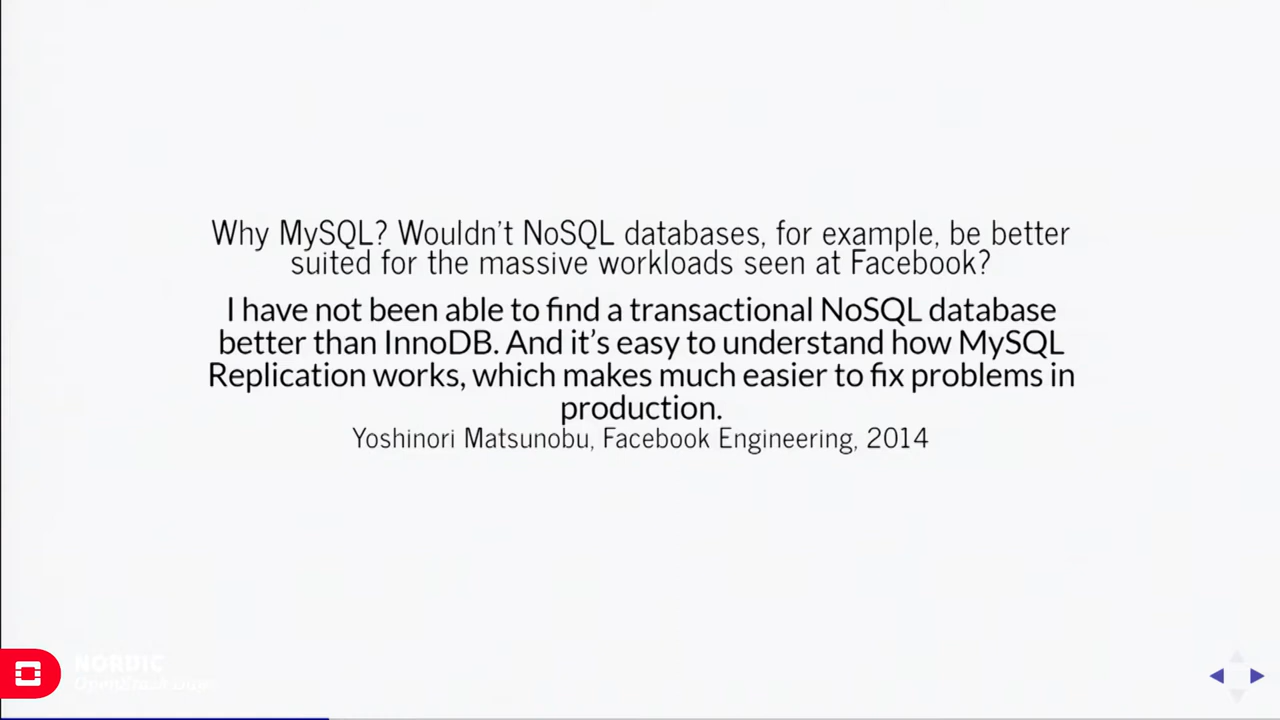 Why MySQL? Wouldn't NoSQL databases, for example, be better
suited for the massive workloads seen at Facebook?
I have not been able to find a transactional NoSQL database
better than InnoDB. And it's easy to understand how MySQL
Replication works, which makes much easier to fix problems in
production.
Yoshinori Matsunobu, Facebook Engineering, 2014
NORDIC
OpenStack Days